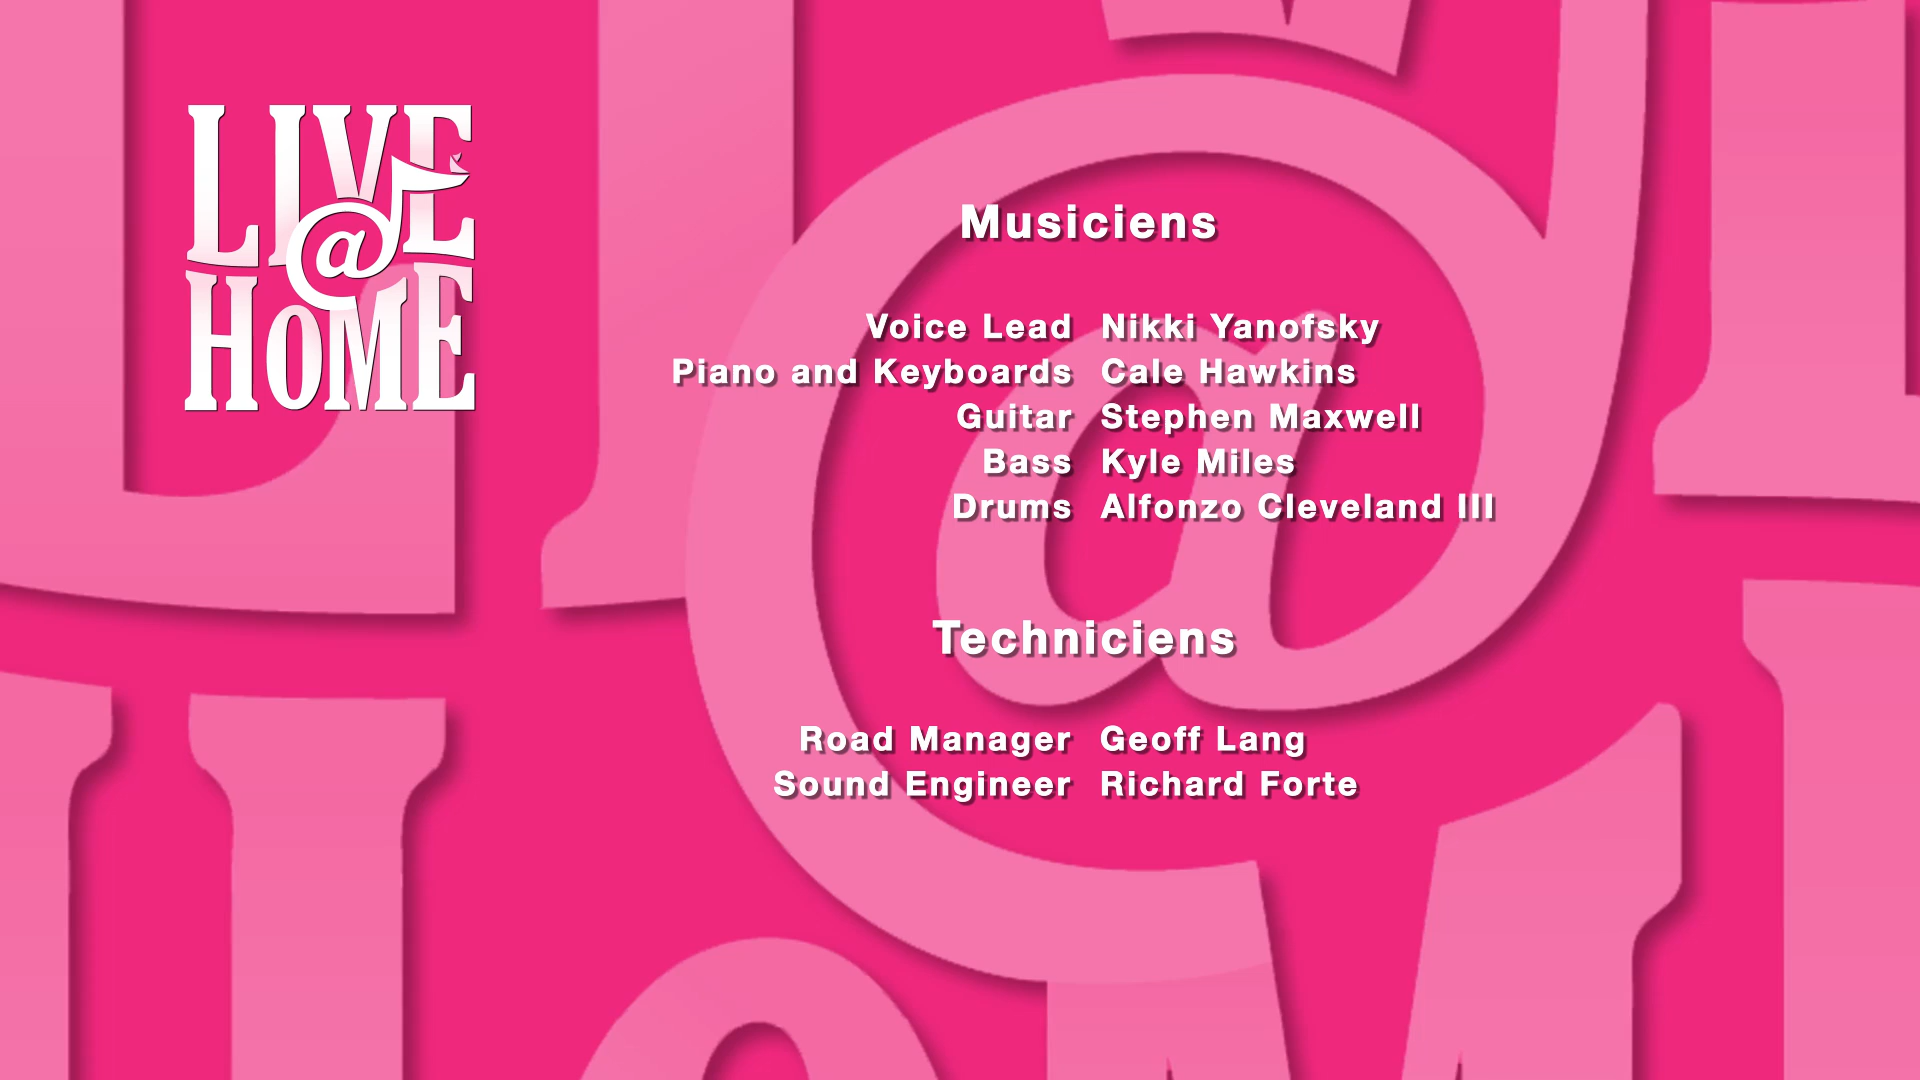 LIVE
@
HOME
Musiciens
Voice Lead Nikki Yanofsky
Piano and Keyboards Cale Hawkins
Guitar Stephen Maxwell
Bass Kyle Miles
Drums Alfonzo Cleveland III
Techniciens
Road Manager Geoff Lang
Sound Engineer Richard Forte